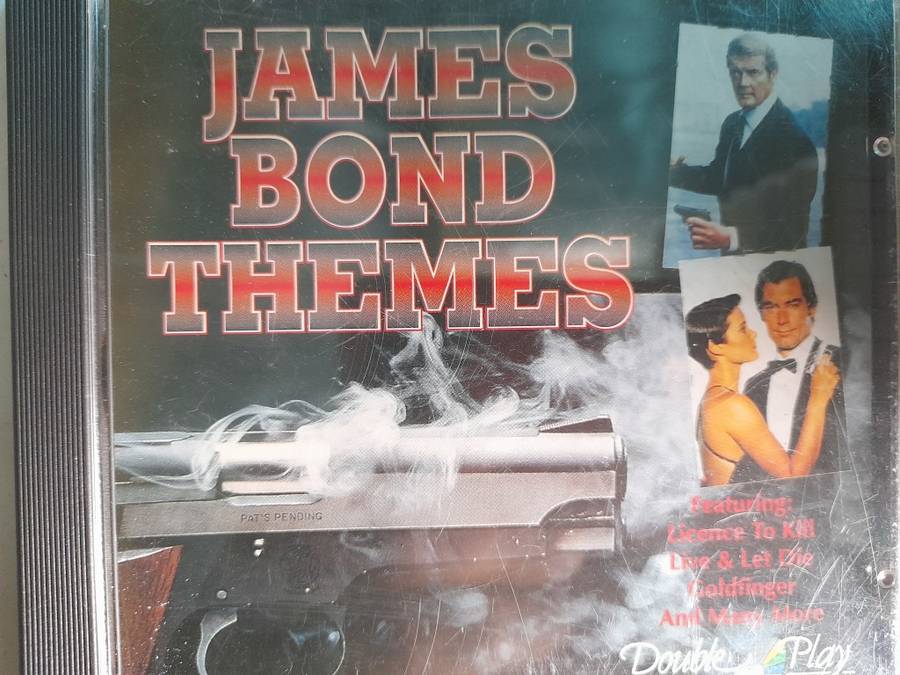 JAMES
BOND
THEMES
PAT'S PENDING
Featuring:
Licence To Kill
Live & Let Die
Goldfinger
And Many More
Double Play